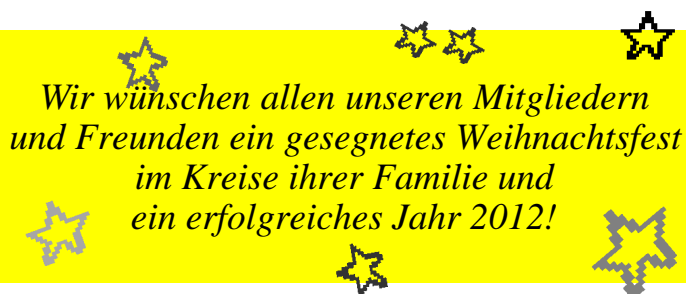 Wir wünschen allen unseren Mitgliedern
und Freunden ein gesegnetes Weihnachtsfest
im Kreise ihrer Familie und
ein erfolgreiches Jahr 2012!